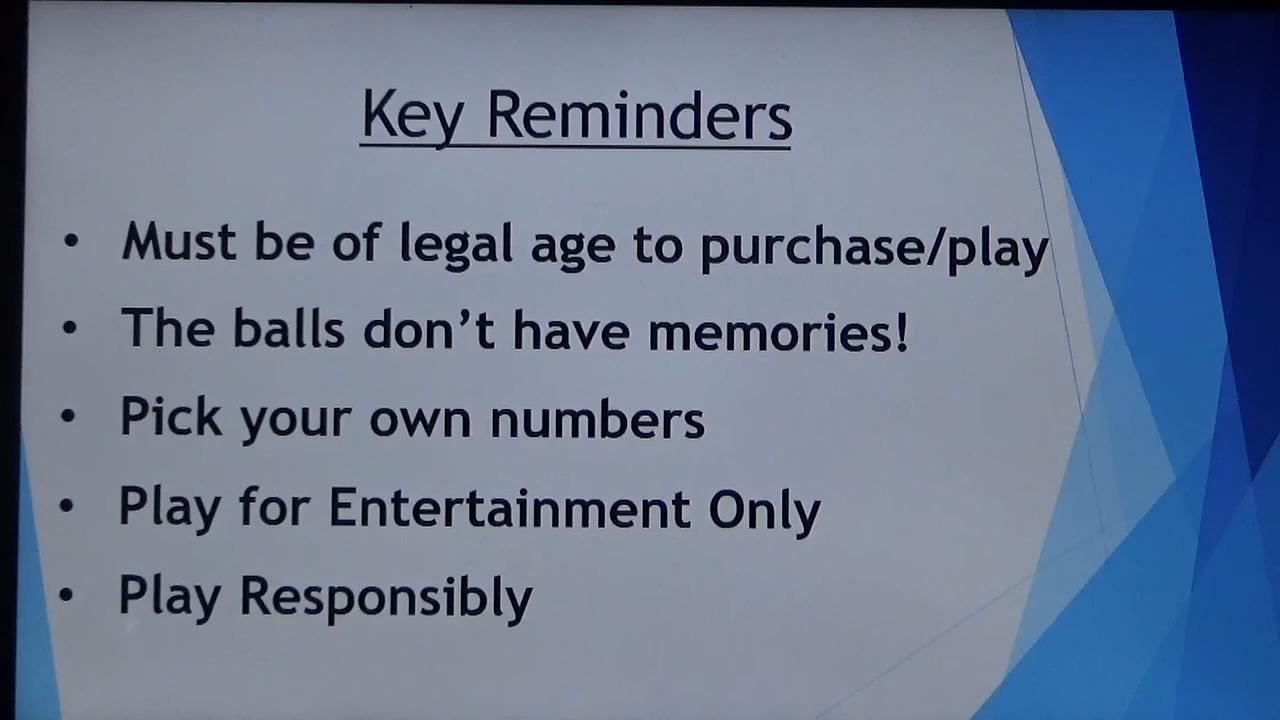 Key Reminders
• Must be of legal age to purchase/play
• The balls don’t have memories!
• Pick your own numbers
• Play for Entertainment Only
• Play Responsibly